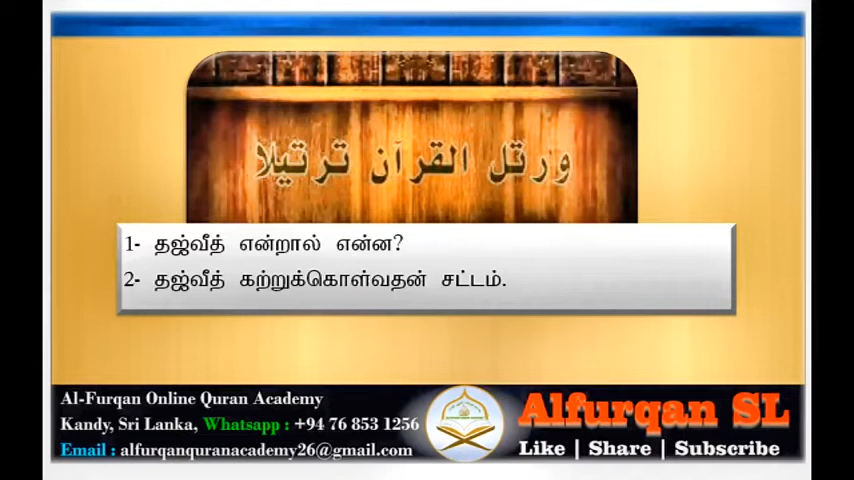 ورتل القرآن ترتيلا
1- தஜ்வீத் என்றால் என்ன?
2- தஜ்வீத் கற்றுக்கொள்வதன் சட்டம்.
Al-Furqan Online Quran Academy
Kandy, Sri Lanka, Whatsapp : +94 76 853 1256
Email : alfurqanquranacademy26@gmail.com
Alfurqan SL
Like | Share | Subscribe